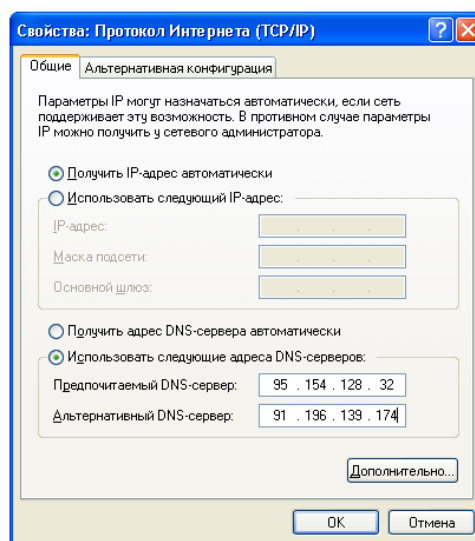 Свойства: Протокол Интернета (TCP/IP)
Общие
Альтернативная конфигурация
Параметры IP могут назначаться автоматически, если сеть
поддерживает эту возможность. В противном случае параметры
IP можно получить у сетевого администратора.
Получить IP-адрес автоматически
Использовать следующий IP-адрес:
IP-адрес:
Маска подсети:
Основной шлюз:
Получить адрес DNS-сервера автоматически
Использовать следующие адреса DNS-серверов:
Предпочитаемый DNS-сервер: 95 . 154 . 128 . 32
Альтернативный DNS-сервер: 91 . 196 . 139 . 174
Дополнительно...
OK
Отмена